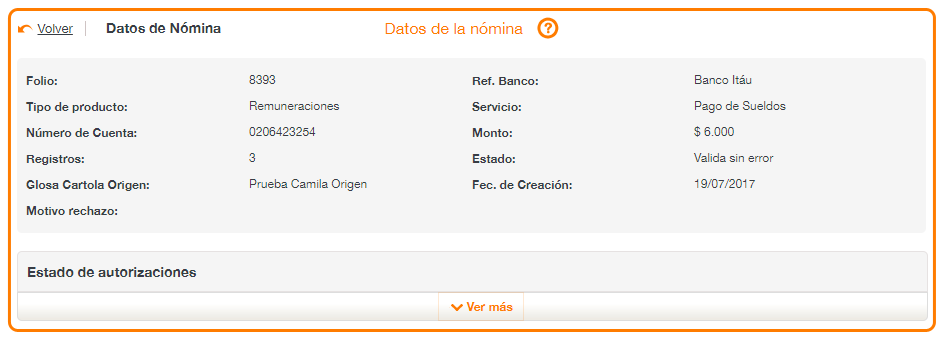 Volver Datos de Nómina Datos de la nómina ?
Folio: 8393 Ref. Banco: Banco Itáu
Tipo de producto: Remuneraciones Servicio: Pago de Sueldos
Número de Cuenta: 0206423254 Monto: $ 6.000
Registros: 3 Estado: Valida sin error
Glosa Cartola Origen: Prueba Camila Origen Fec. de Creación: 19/07/2017
Motivo rechazo:
Estado de autorizaciones
Ver más